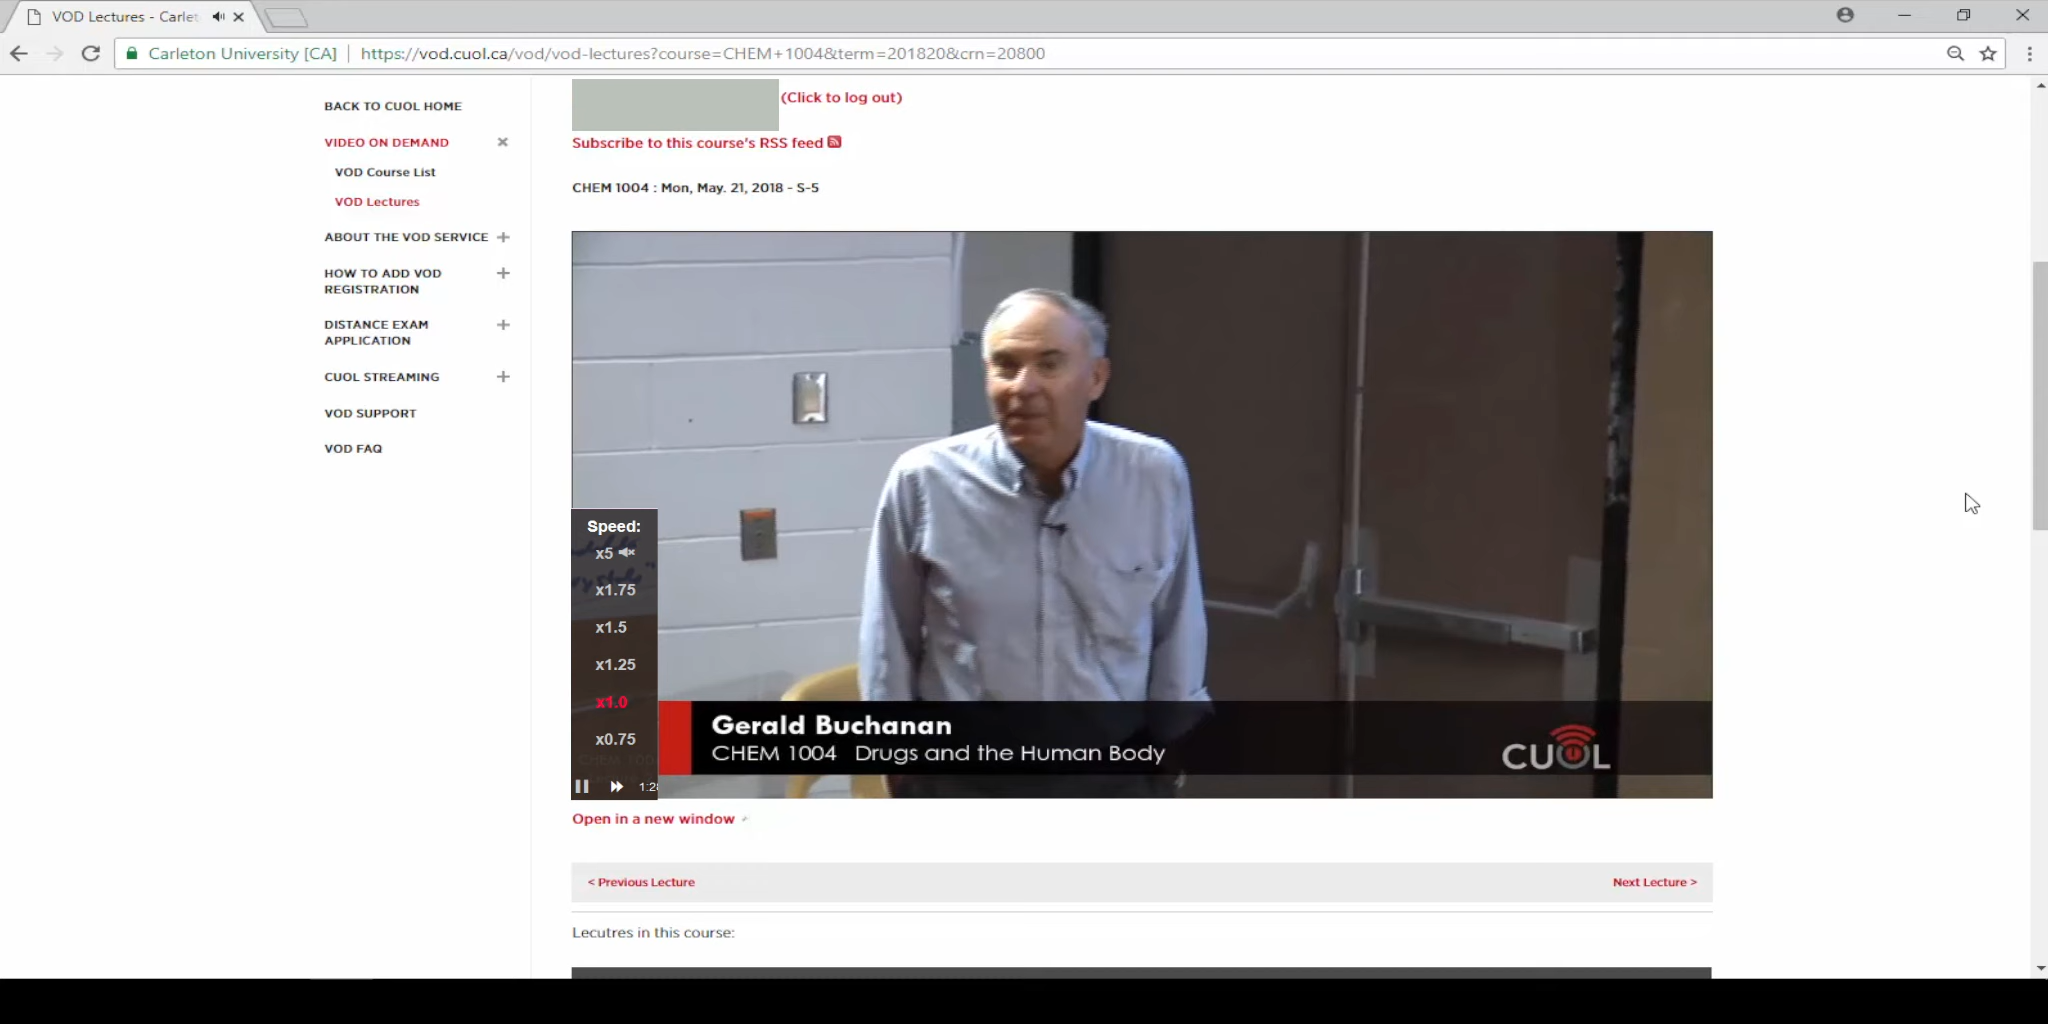 VOD Lectures - Carlet
Carleton University [CA]
https://vod.cuol.ca/vod/vod-lectures?course=CHEM+1004&term=201820&crn=20800
BACK TO CUOL HOME
VIDEO ON DEMAND
VOD Course List
VOD Lectures
ABOUT THE VOD SERVICE
HOW TO ADD VOD
REGISTRATION
DISTANCE EXAM
APPLICATION
CUOL STREAMING
VOD SUPPORT
VOD FAQ
(Click to log out)
Subscribe to this course's RSS feed
CHEM 1004 : Mon, May. 21, 2018 - S-5
Speed:
x5
x1.75
x1.5
x1.25
x1.0
x0.75
1:28
Gerald Buchanan
CHEM 1004 Drugs and the Human Body
CUOL
Open in a new window
< Previous Lecture
Next Lecture >
Lecutres in this course: